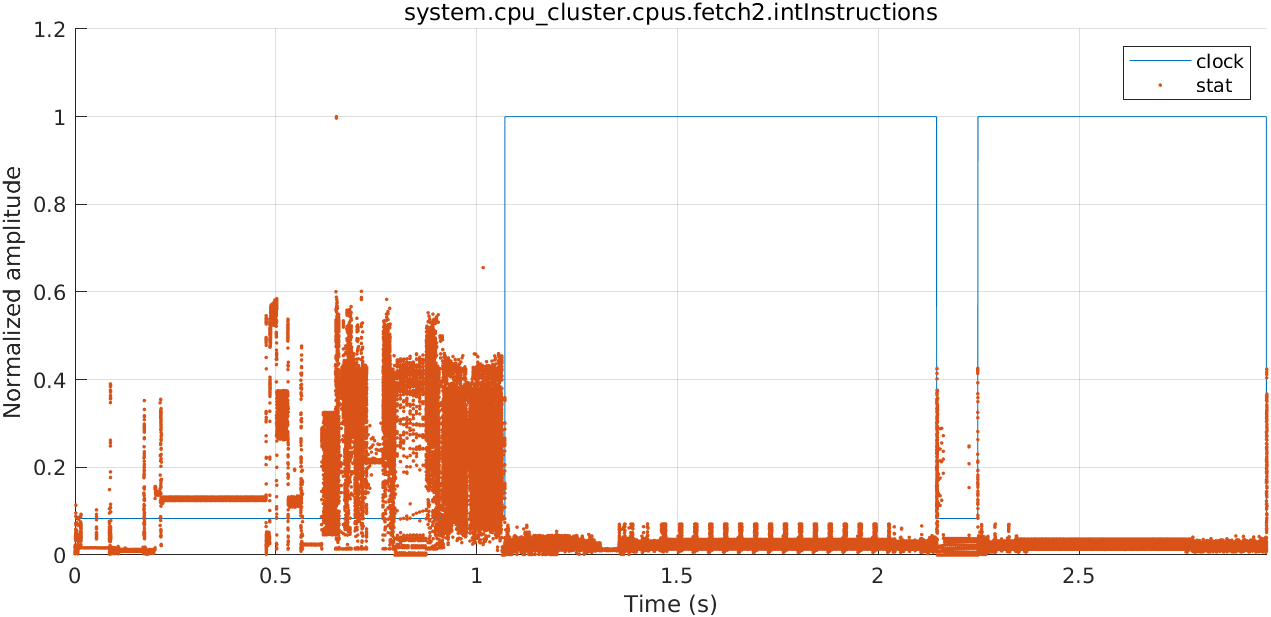 system.cpu_cluster.cpus.fetch2.intInstructions
1.2
1
0.8
0.6
0.4
0.2
0
Normalized amplitude
clock
stat
0 0.5 1 1.5 2 2.5
Time (s)